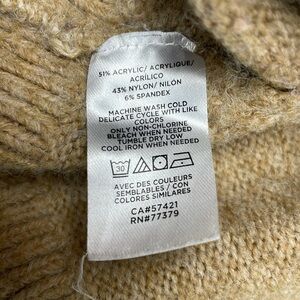 51% ACRYLIC/ ACRYLIQUE/
ACRÍLICO
43% NYLON/ NILÓN
6% SPANDEX
MACHINE WASH COLD
DELICATE CYCLE WITH LIKE
COLORS
ONLY NON-CHLORINE
BLEACH WHEN NEEDED
TUMBLE DRY LOW
COOL IRON WHEN NEEDED
30
AVEC DES COULEURS
SEMBLABLES / CON
COLORES SIMILARES
CA#57421
RN#77379